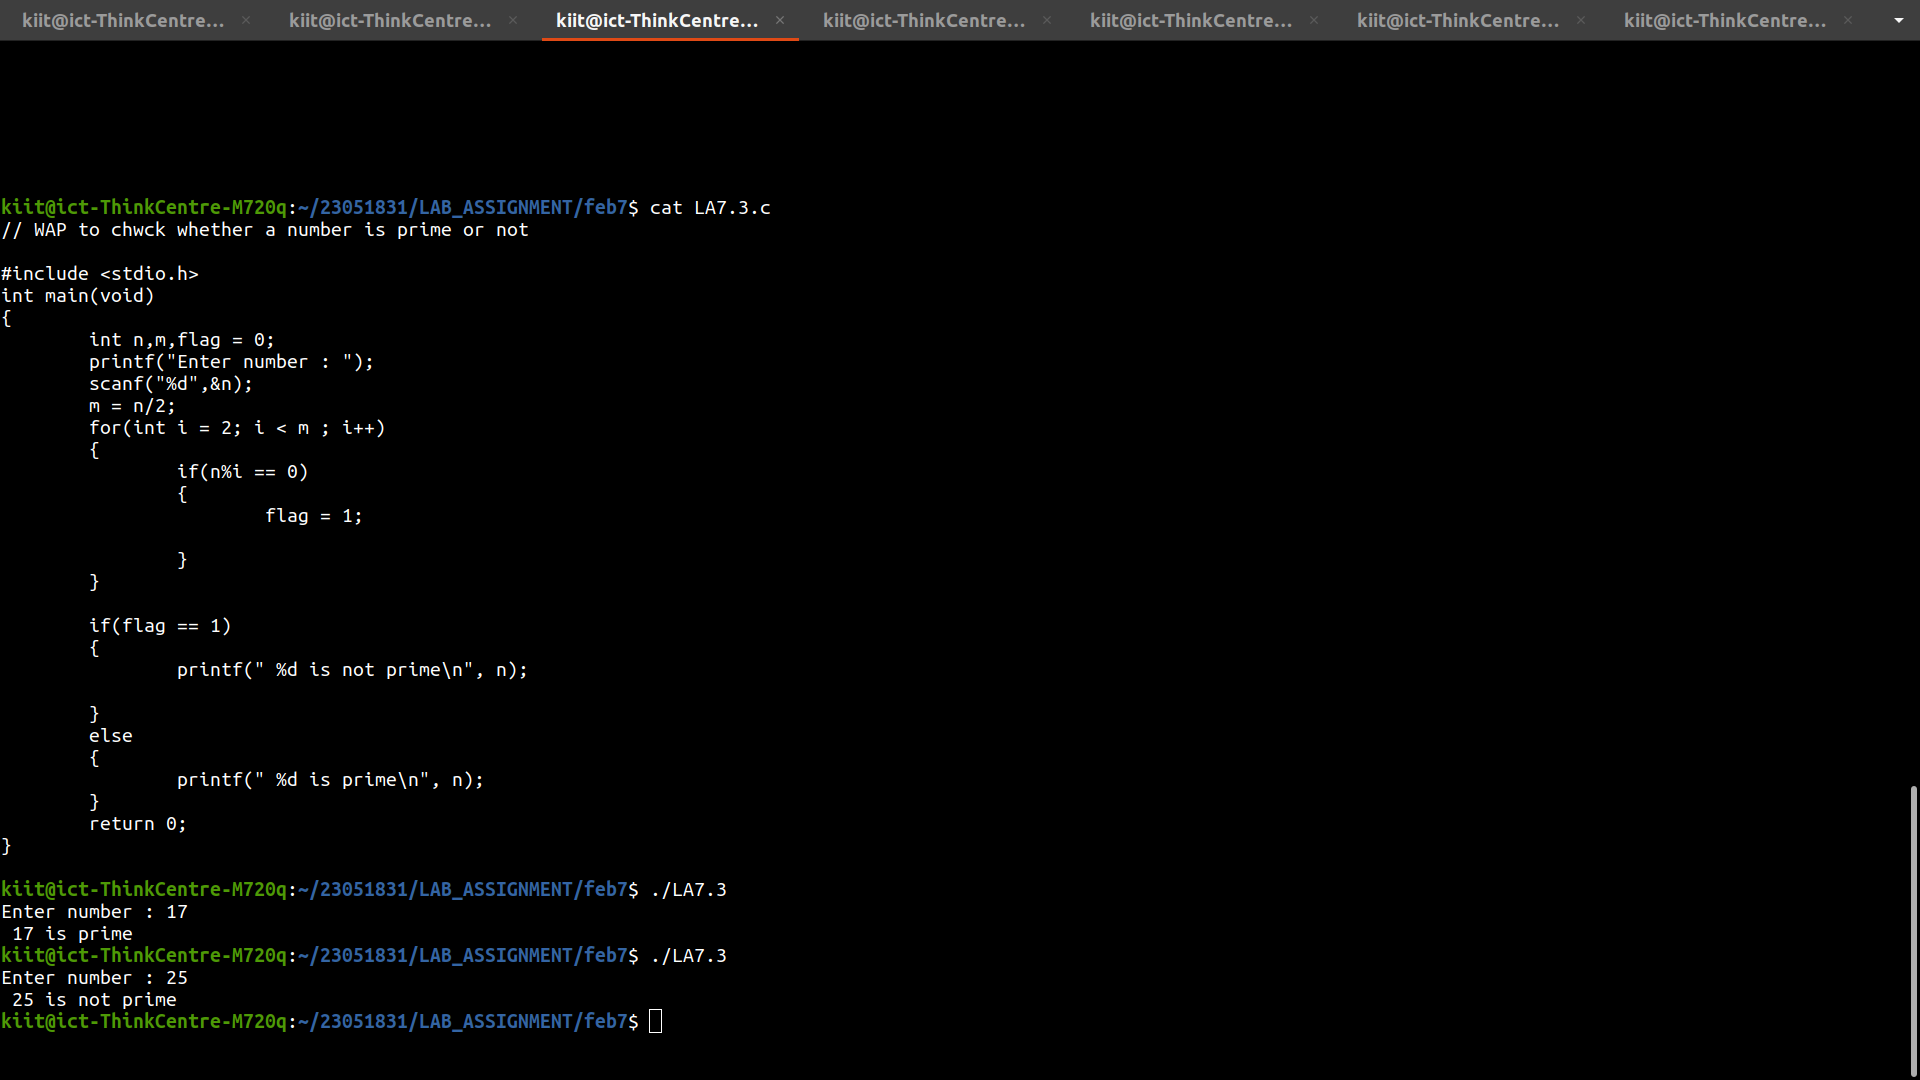 kiit@ict-ThinkCentre... × kiit@ict-ThinkCentre... × kiit@ict-ThinkCentre... × kiit@ict-ThinkCentre... × kiit@ict-ThinkCentre... × kiit@ict-ThinkCentre... × kiit@ict-ThinkCentre... ×
kiit@ict-ThinkCentre-M720q:~/23051831/LAB_ASSIGNMENT/feb7$ cat LA7.3.c
// WAP to chwck whether a number is prime or not
#include <stdio.h>
int main(void)
{
        int n,m,flag = 0;
        printf("Enter number : ");
        scanf("%d",&n);
        m = n/2;
        for(int i = 2; i < m ; i++)
        {
                if(n%i == 0)
                {
                        flag = 1;
                }
        }
        if(flag == 1)
        {
                printf(" %d is not prime\n", n);
        }
        else
        {
                printf(" %d is prime\n", n);
        }
        return 0;
}
kiit@ict-ThinkCentre-M720q:~/23051831/LAB_ASSIGNMENT/feb7$ ./LA7.3
Enter number : 17
 17 is prime
kiit@ict-ThinkCentre-M720q:~/23051831/LAB_ASSIGNMENT/feb7$ ./LA7.3
Enter number : 25
 25 is not prime
kiit@ict-ThinkCentre-M720q:~/23051831/LAB_ASSIGNMENT/feb7$